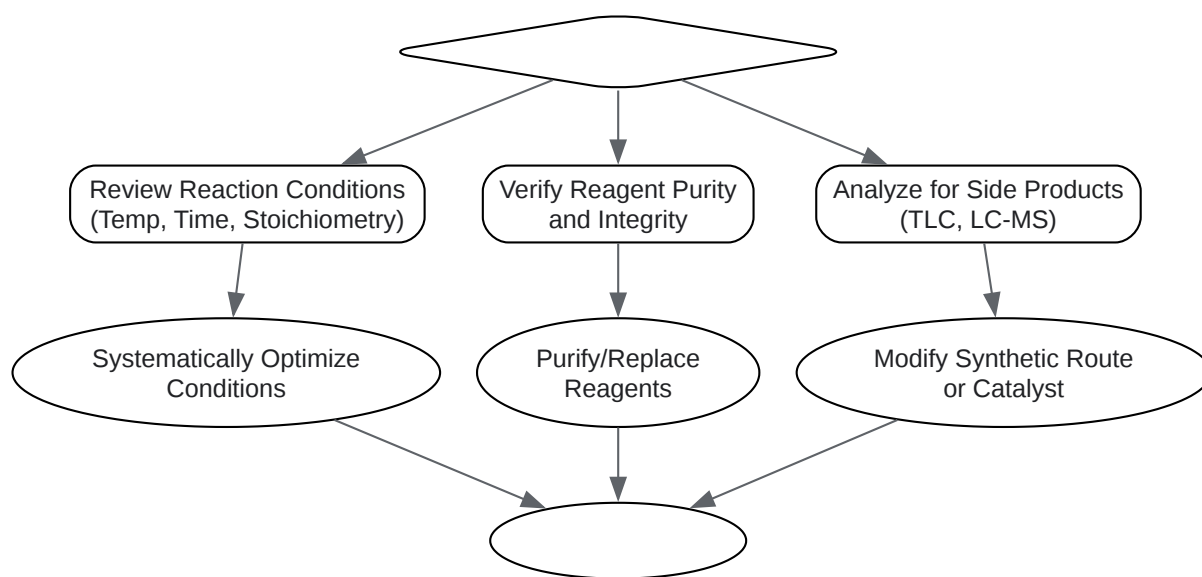 Review Reaction Conditions
(Temp, Time, Stoichiometry)
Verify Reagent Purity
and Integrity
Analyze for Side Products
(TLC, LC-MS)
Systematically Optimize
Conditions
Purify/Replace
Reagents
Modify Synthetic Route
or Catalyst